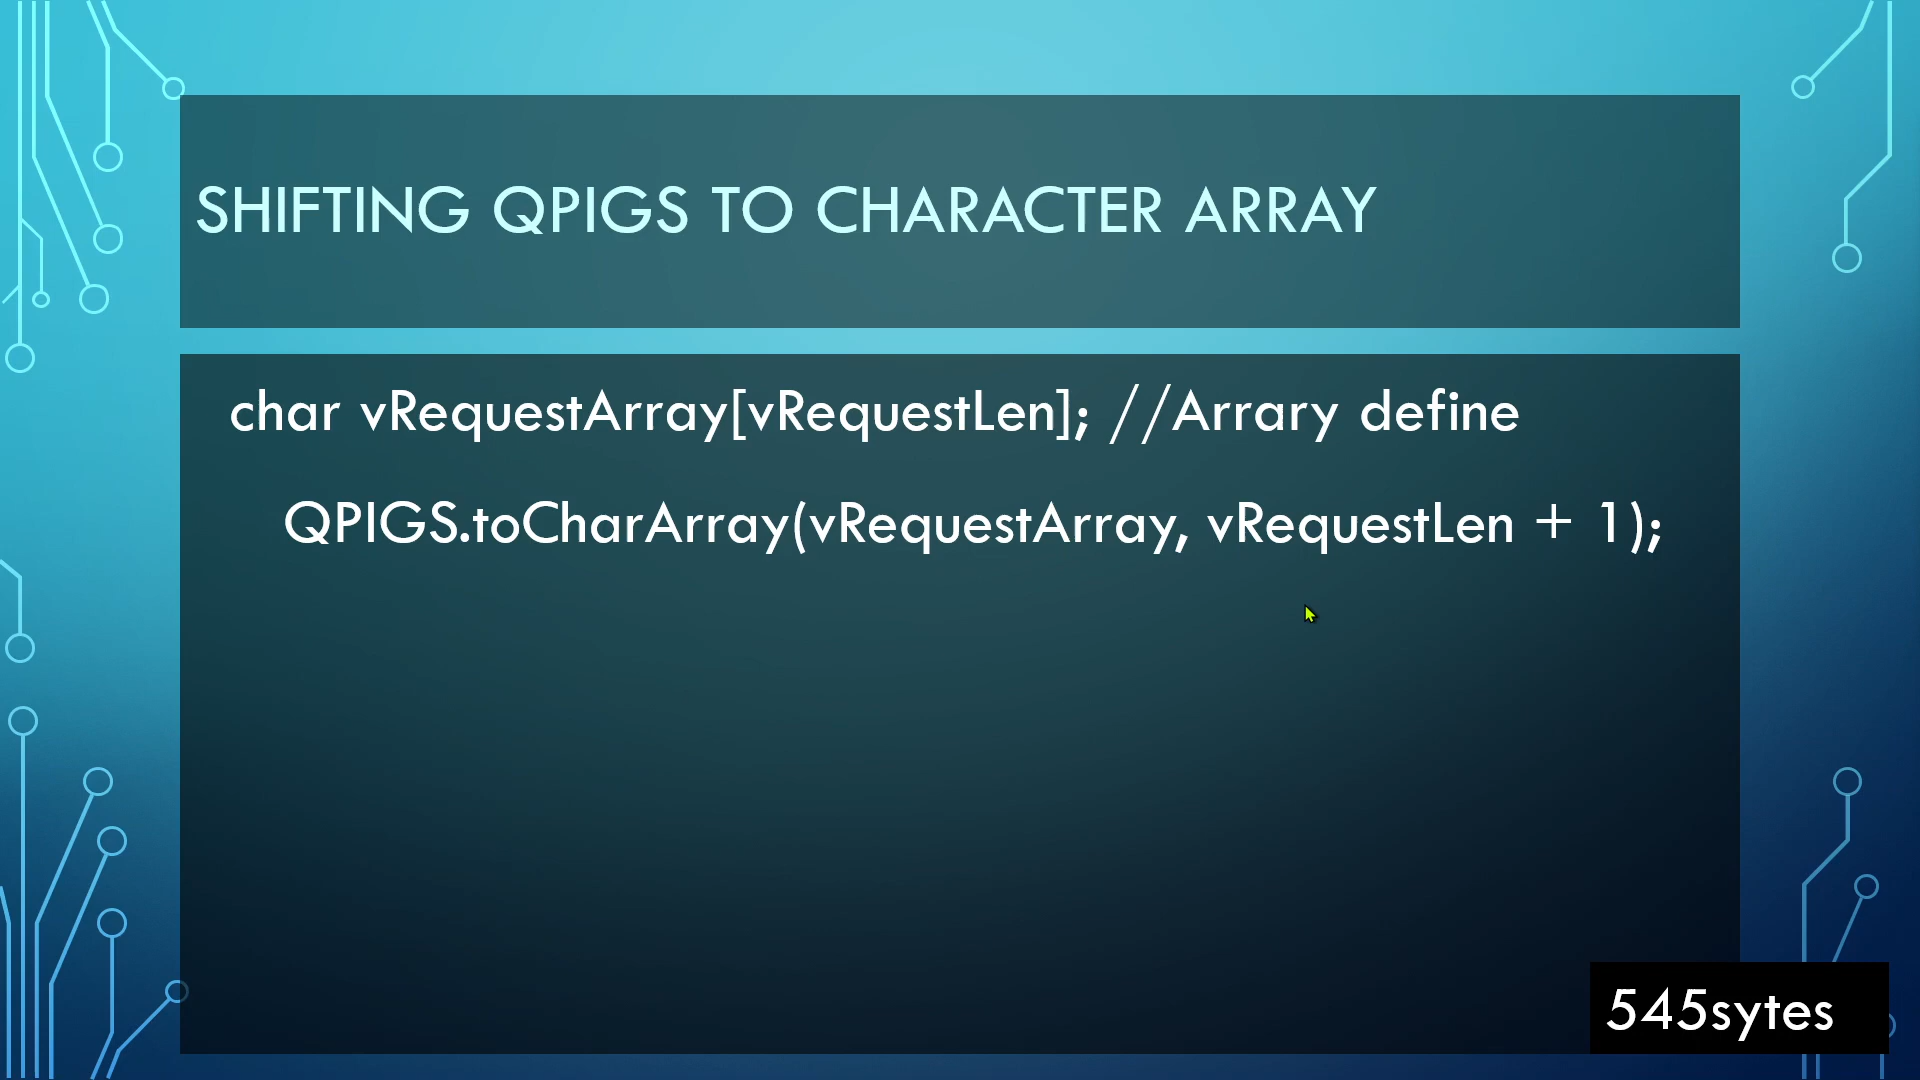 SHIFTING QPIGS TO CHARACTER ARRAY
char vRequestArray[vRequestLen]; //Arrary define
QPIGS.toCharArray(vRequestArray, vRequestLen + 1);
545sytes